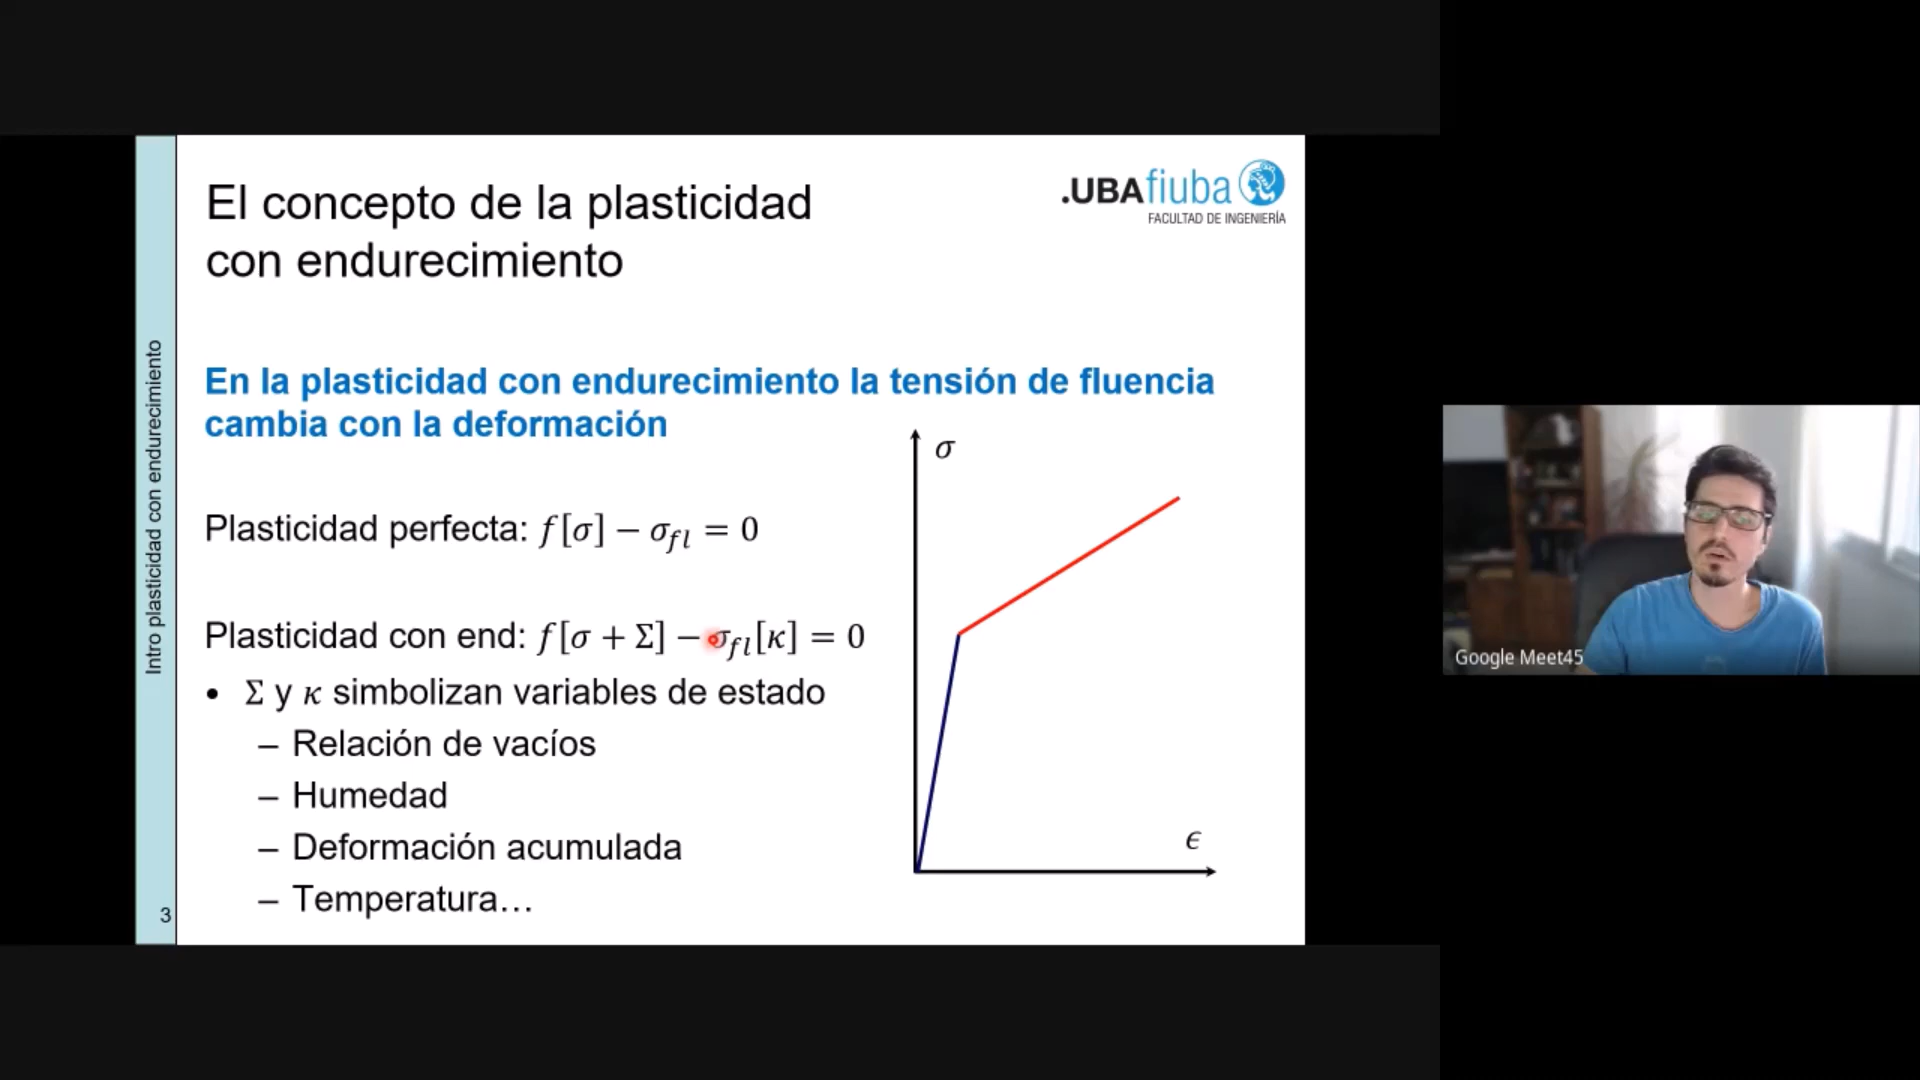 El concepto de la plasticidad
con endurecimiento
.UBAfiuba
FACULTAD DE INGENIERÍA
En la plasticidad con endurecimiento la tensión de fluencia
cambia con la deformación
Plasticidad perfecta: f[σ] − σ_fl = 0
Plasticidad con end: f[σ + Σ] − σ_fl[κ] = 0
• Σ y κ simbolizan variables de estado
– Relación de vacíos
– Humedad
– Deformación acumulada
– Temperatura…
σ
ϵ
Intro plasticidad con endurecimiento
3
Google Meet45